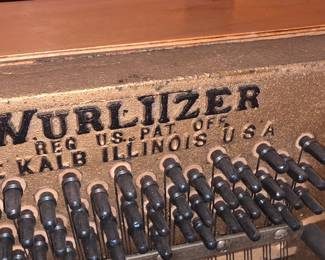 WURLITZER
REG US. PAT. OFF.
KALB ILLINOIS USA